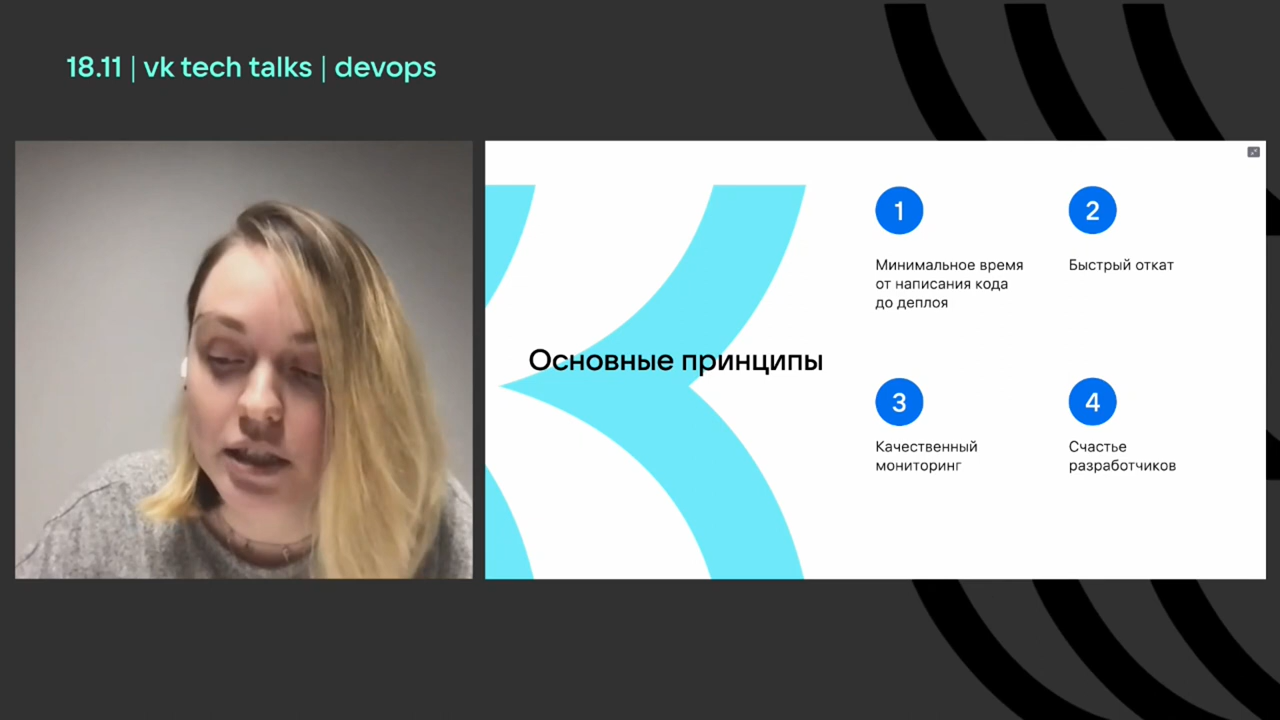 18.11 | vk tech talks | devops
Основные принципы
1
Минимальное время
от написания кода
до деплоя
2
Быстрый откат
3
Качественный
мониторинг
4
Счастье
разработчиков